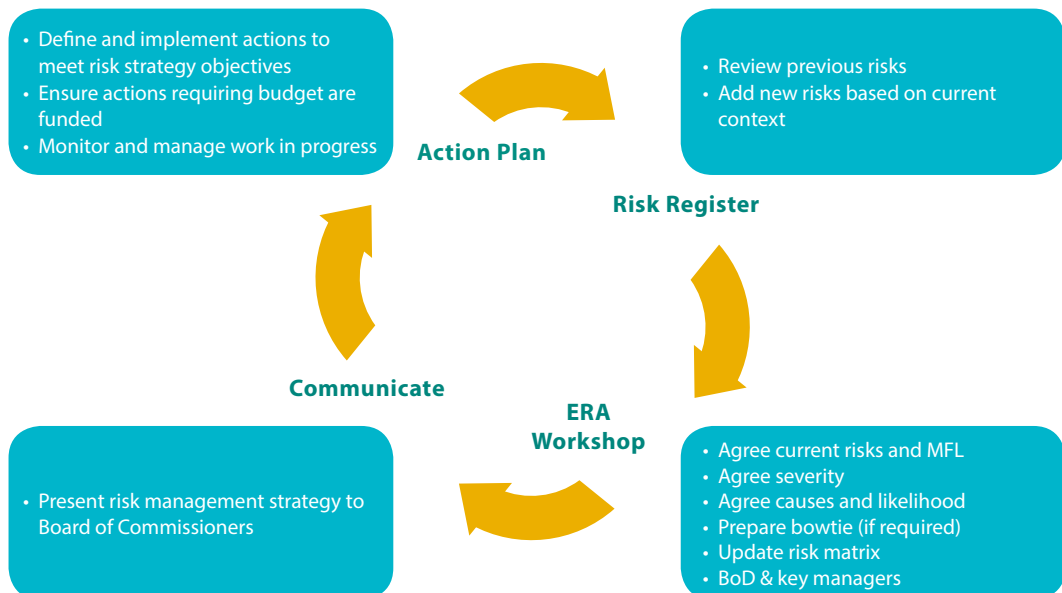 • Define and implement actions to
meet risk strategy objectives
• Ensure actions requiring budget are
funded
• Monitor and manage work in progress
Action Plan
• Review previous risks
• Add new risks based on current
context
Risk Register
Communicate
ERA
Workshop
• Present risk management strategy to
Board of Commissioners
• Agree current risks and MFL
• Agree severity
• Agree causes and likelihood
• Prepare bowtie (if required)
• Update risk matrix
• BoD & key managers